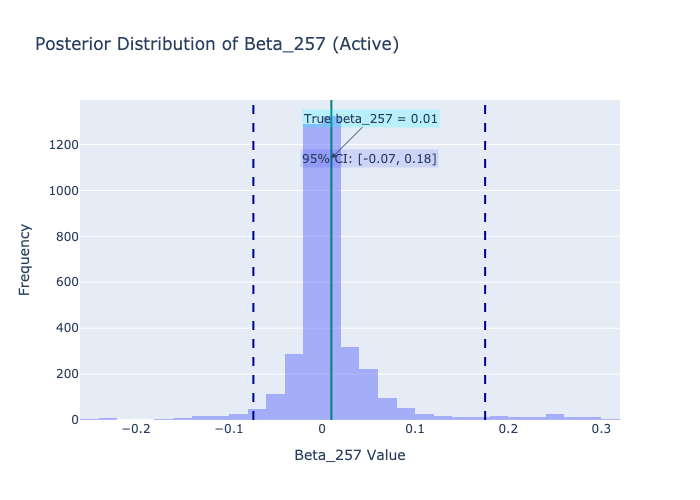 Posterior Distribution of Beta_257 (Active)
True beta_257 = 0.01
95% CI: [-0.07, 0.18]
1200
1000
800
600
400
200
0
Frequency
−0.2
−0.1
0
0.1
0.2
0.3
Beta_257 Value